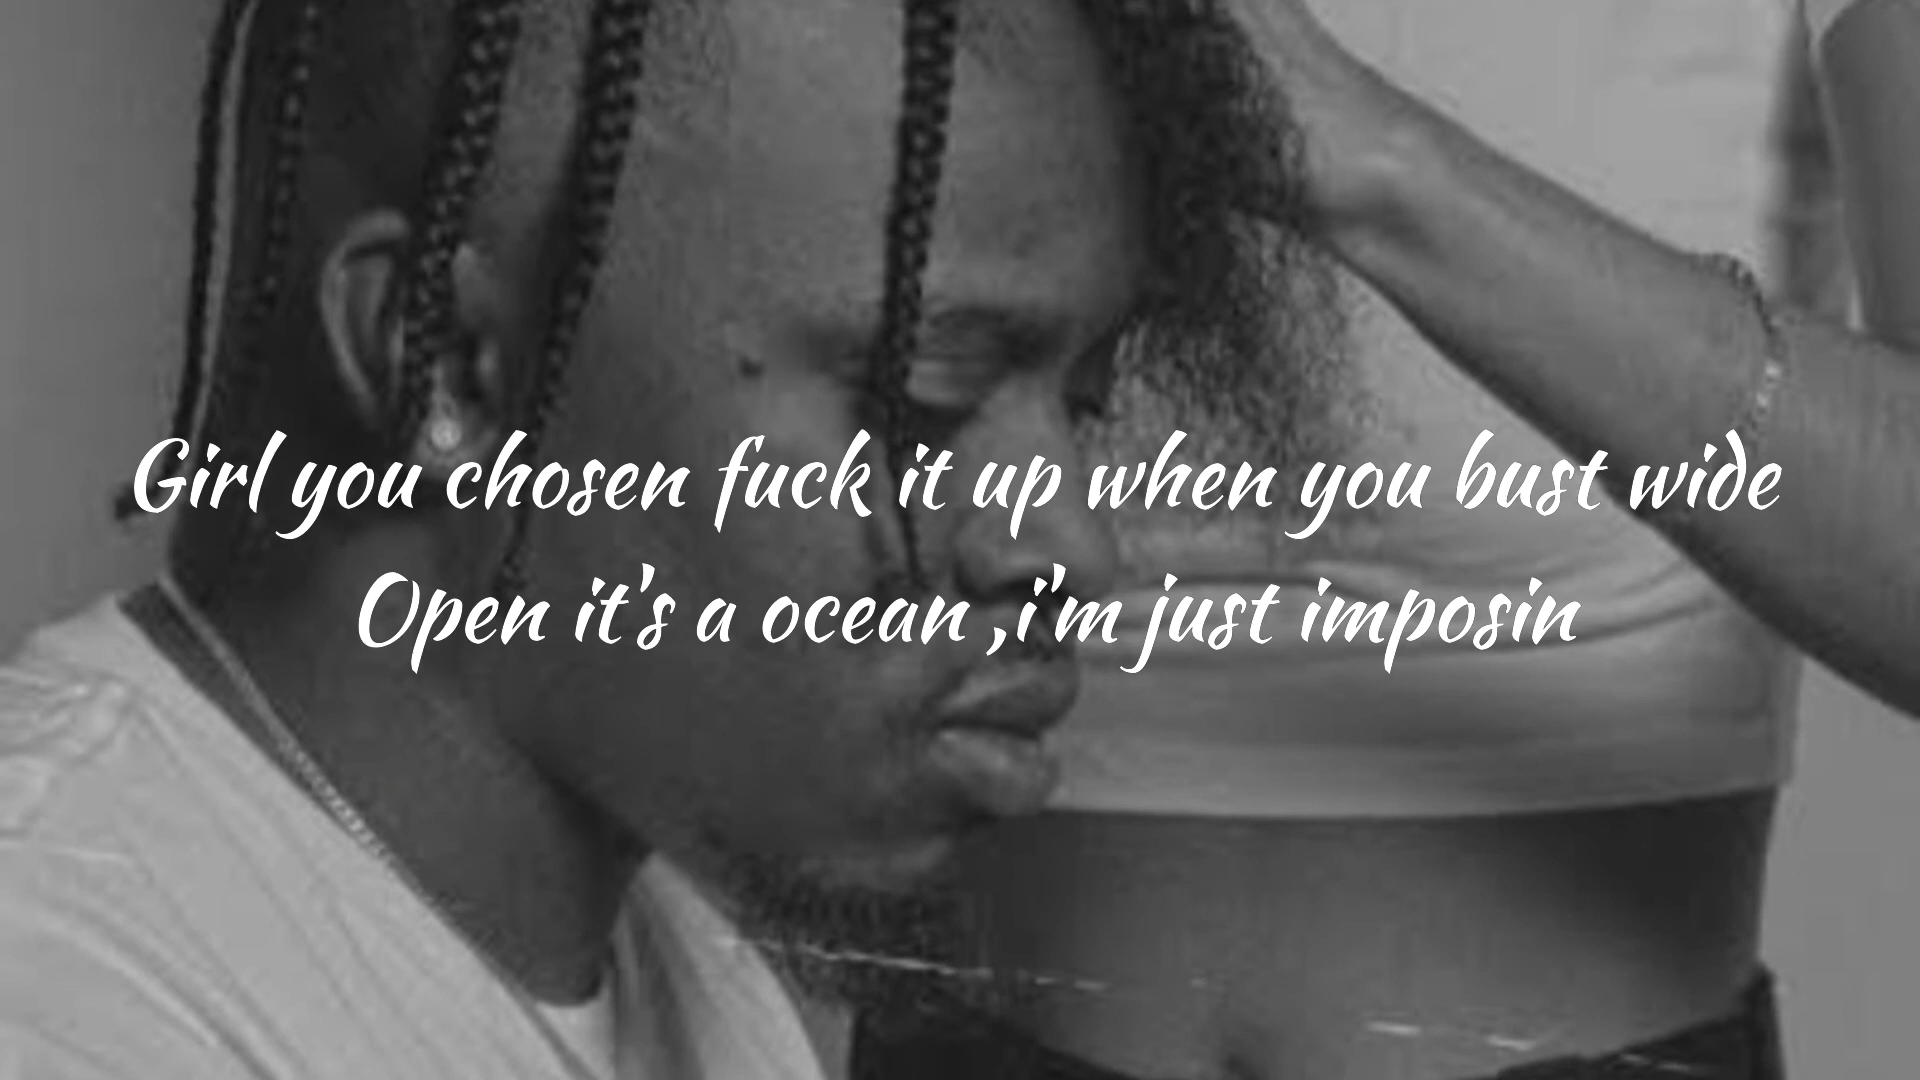 Girl you chosen fuck it up when you bust wide
Open it's a ocean ,i'm just imposin